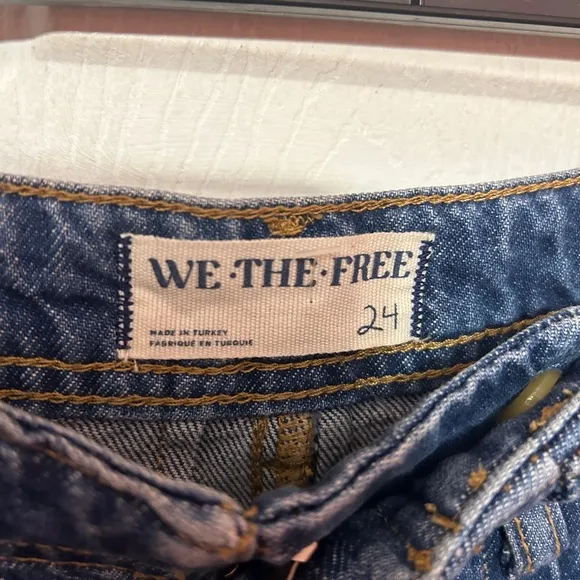 WE·THE·FREE
24
MADE IN TURKEY
FABRIQUÉ EN TURQUIE